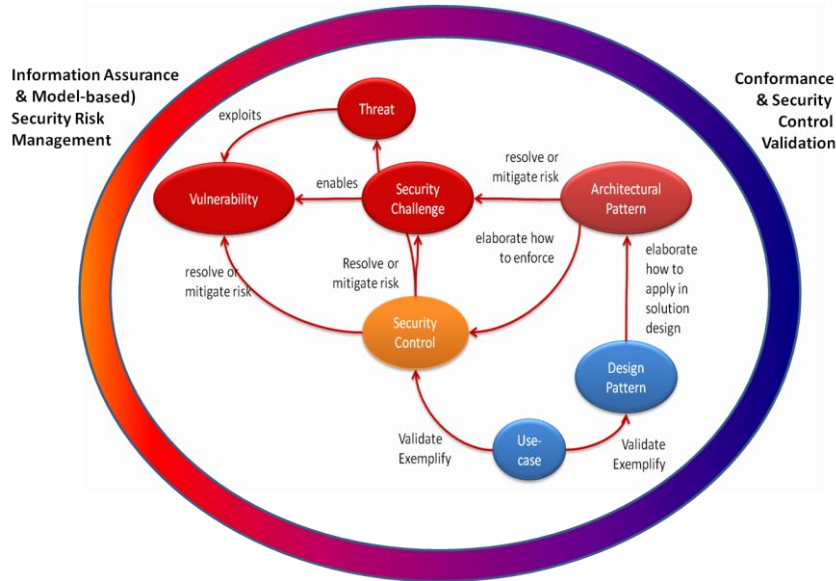 Information Assurance
& Model-based)
Security Risk
Management
Conformance
& Security
Control
Validation
Threat
exploits
Vulnerability
enables
Security
Challenge
resolve or
mitigate risk
Architectural
Pattern
resolve or
mitigate risk
Resolve or
mitigate risk
elaborate how
to enforce
elaborate
how to
apply in
solution
design
Security
Control
Design
Pattern
Validate
Exemplify
Use-
case
Validate
Exemplify